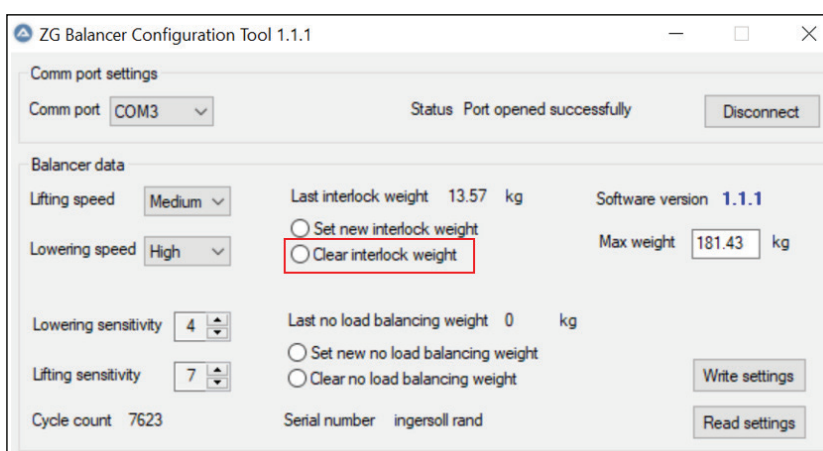 ZG Balancer Configuration Tool 1.1.1
Comm port settings
Comm port COM3 Status Port opened successfully Disconnect
Balancer data
Lifting speed Medium Last interlock weight 13.57 kg Software version 1.1.1
Set new interlock weight
Lowering speed High Clear interlock weight Max weight 181.43 kg
Lowering sensitivity 4 Last no load balancing weight 0 kg
Set new no load balancing weight
Lifting sensitivity 7 Clear no load balancing weight Write settings
Cycle count 7623 Serial number ingersoll rand Read settings